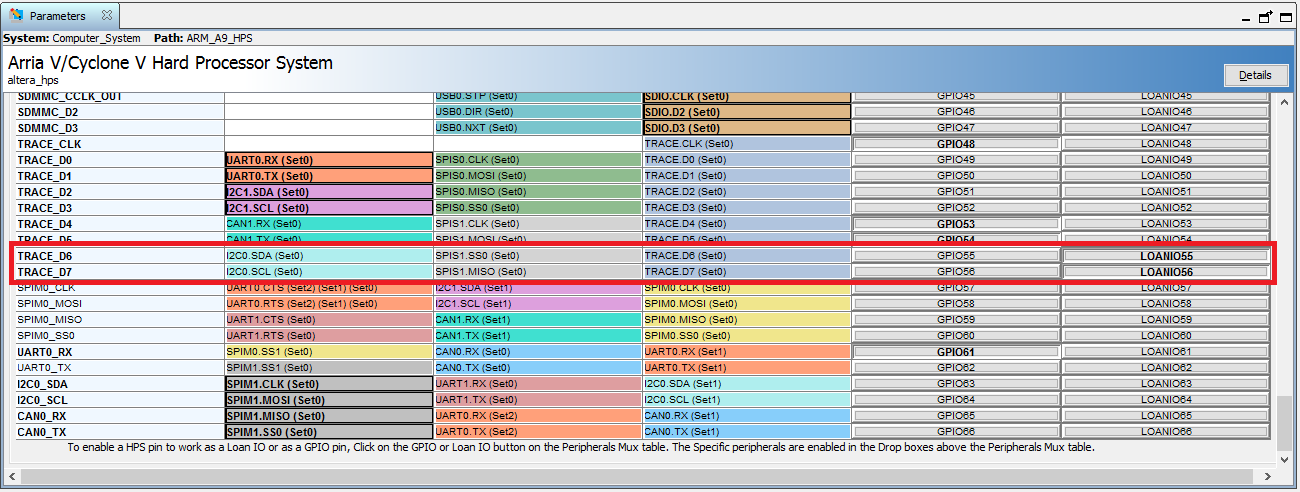 Parameters
System: Computer_System Path: ARM_A9_HPS
Arria V/Cyclone V Hard Processor System
altera_hps
Details
SDMMC_CCLK_OUT USB0.STP (Set0) SDIO.CLK (Set0) GPIO45 LOANIO45
SDMMC_D2 USB0.DIR (Set0) SDIO.D2 (Set0) GPIO46 LOANIO46
SDMMC_D3 USB0.NXT (Set0) SDIO.D3 (Set0) GPIO47 LOANIO47
TRACE_CLK TRACE.CLK (Set0) GPIO48 LOANIO48
TRACE_D0 UART0.RX (Set0) SPIS0.CLK (Set0) TRACE.D0 (Set0) GPIO49 LOANIO49
TRACE_D1 UART0.TX (Set0) SPIS0.MOSI (Set0) TRACE.D1 (Set0) GPIO50 LOANIO50
TRACE_D2 I2C1.SDA (Set0) SPIS0.MISO (Set0) TRACE.D2 (Set0) GPIO51 LOANIO51
TRACE_D3 I2C1.SCL (Set0) SPIS0.SS0 (Set0) TRACE.D3 (Set0) GPIO52 LOANIO52
TRACE_D4 CAN1.RX (Set0) SPIS1.CLK (Set0) TRACE.D4 (Set0) GPIO53 LOANIO53
TRACE_D5 CAN1.TX (Set0) SPIS1.MOSI (Set0) TRACE.D5 (Set0) GPIO54 LOANIO54
TRACE_D6 I2C0.SDA (Set0) SPIS1.SS0 (Set0) TRACE.D6 (Set0) GPIO55 LOANIO55
TRACE_D7 I2C0.SCL (Set0) SPIS1.MISO (Set0) TRACE.D7 (Set0) GPIO56 LOANIO56
SPIM0_CLK UART0.CTS (Set2) (Set1) (Set0) I2C1.SDA (Set1) SPIM0.CLK (Set0) GPIO57 LOANIO57
SPIM0_MOSI UART0.RTS (Set2) (Set1) (Set0) I2C1.SCL (Set1) SPIM0.MOSI (Set0) GPIO58 LOANIO58
SPIM0_MISO UART1.CTS (Set0) CAN1.RX (Set1) SPIM0.MISO (Set0) GPIO59 LOANIO59
SPIM0_SS0 UART1.RTS (Set0) CAN1.TX (Set1) SPIM0.SS0 (Set0) GPIO60 LOANIO60
UART0_RX SPIM0.SS1 (Set0) CAN0.RX (Set0) UART0.RX (Set1) GPIO61 LOANIO61
UART0_TX SPIM1.SS1 (Set0) CAN0.TX (Set0) UART0.TX (Set1) GPIO62 LOANIO62
I2C0_SDA SPIM1.CLK (Set0) UART1.RX (Set0) I2C0.SDA (Set1) GPIO63 LOANIO63
I2C0_SCL SPIM1.MOSI (Set0) UART1.TX (Set0) I2C0.SCL (Set1) GPIO64 LOANIO64
CAN0_RX SPIM1.MISO (Set0) UART0.RX (Set2) CAN0.RX (Set1) GPIO65 LOANIO65
CAN0_TX SPIM1.SS0 (Set0) UART0.TX (Set2) CAN0.TX (Set1) GPIO66 LOANIO66
To enable a HPS pin to work as a Loan IO or as a GPIO pin, Click on the GPIO or Loan IO button on the Peripherals Mux table. The Specific peripherals are enabled in the Drop boxes above the Peripherals Mux table.